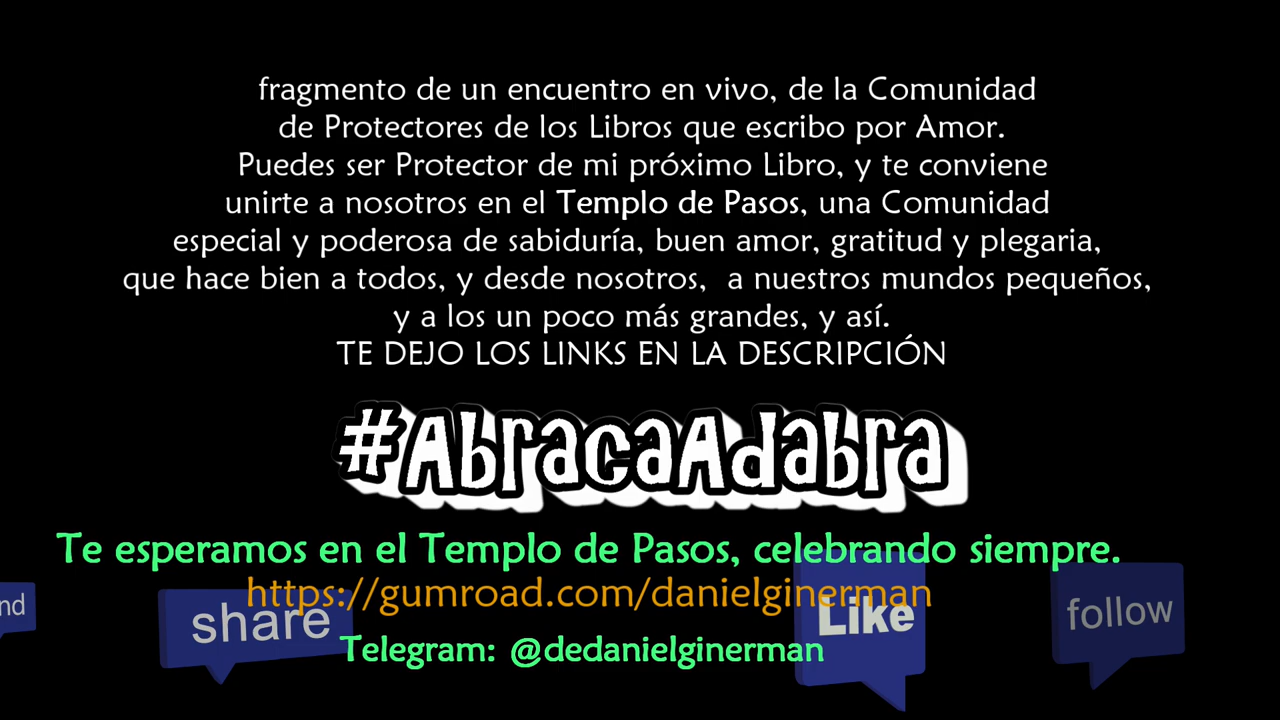 fragmento de un encuentro en vivo, de la Comunidad
de Protectores de los Libros que escribo por Amor.
Puedes ser Protector de mi próximo Libro, y te conviene
unirte a nosotros en el Templo de Pasos, una Comunidad
especial y poderosa de sabiduría, buen amor, gratitud y plegaria,
que hace bien a todos, y desde nosotros,  a nuestros mundos pequeños,
y a los un poco más grandes, y así.
TE DEJO LOS LINKS EN LA DESCRIPCIÓN
#AbracaAdabra
Te esperamos en el Templo de Pasos, celebrando siempre.
https://gumroad.com/danielginerman
nd
share
Like
follow
Telegram: @dedanielginerman